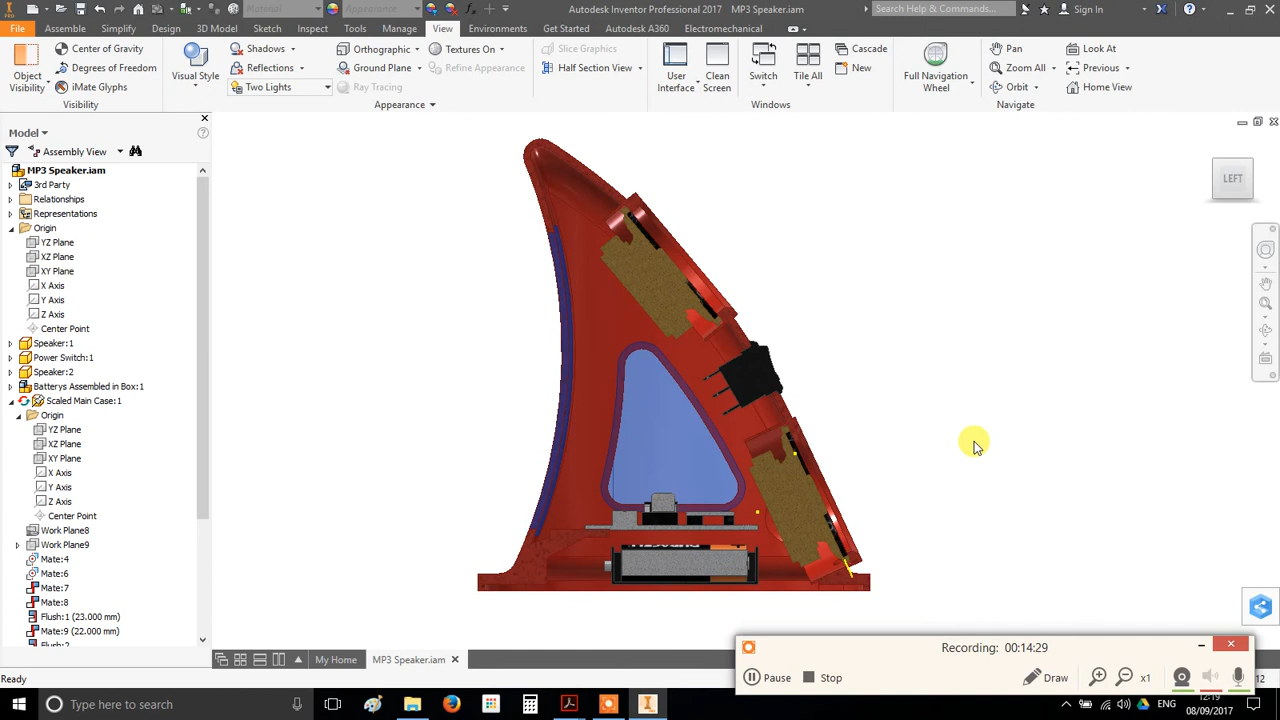 Material
Appearance
Autodesk Inventor Professional 2017 MP3 Speaker.iam
Search Help & Commands...
Sign In
File Assemble Simplify Design 3D Model Sketch Inspect Tools Manage View Environments Get Started Autodesk A360 Electromechanical
Object Visibility
Center of Gravity
Degree of Freedom
iMate Glyphs
Visibility
Visual Style
Shadows
Reflections
Two Lights
Orthographic
Ground Plane
Ray Tracing
Textures On
Refine Appearance
Appearance
Slice Graphics
Half Section View
User Interface
Clean Screen
Switch
Tile All
Cascade
New
Windows
Full Navigation Wheel
Pan
Zoom All
Orbit
Look At
Previous
Home View
Navigate
Model
Assembly View
MP3 Speaker.iam
3rd Party
Relationships
Representations
Origin
YZ Plane
XZ Plane
XY Plane
X Axis
Y Axis
Z Axis
Center Point
Speaker:1
Power Switch:1
Speaker:2
Batterys Assembled in Box:1
Scaled Main Case:1
Origin
YZ Plane
XZ Plane
XY Plane
X Axis
Y Axis
Z Axis
Center Point
Work Plane8
Work Plane9
Mate:4
Mate:6
Mate:7
Mate:8
Flush:1 (23.000 mm)
Mate:9 (22.000 mm)
LEFT
My Home
MP3 Speaker.iam
Ready
Recording: 00:14:29
Pause
Stop
Draw
x1
12
Type here to search
ENG
12:19
08/09/2017